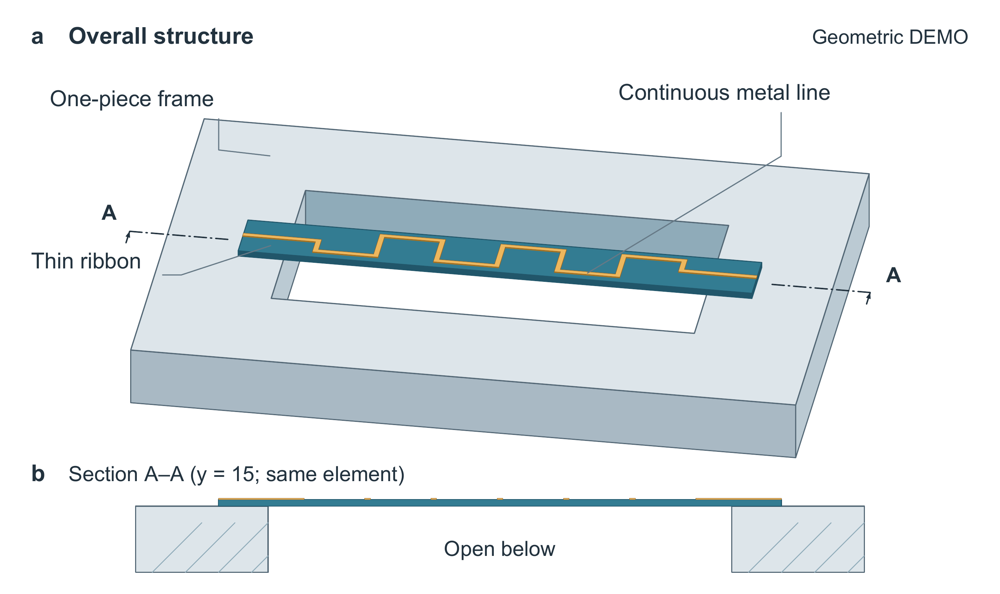 a Overall structure
Geometric DEMO
One-piece frame
Continuous metal line
A
Thin ribbon
A
b Section A–A (y = 15; same element)
Open below